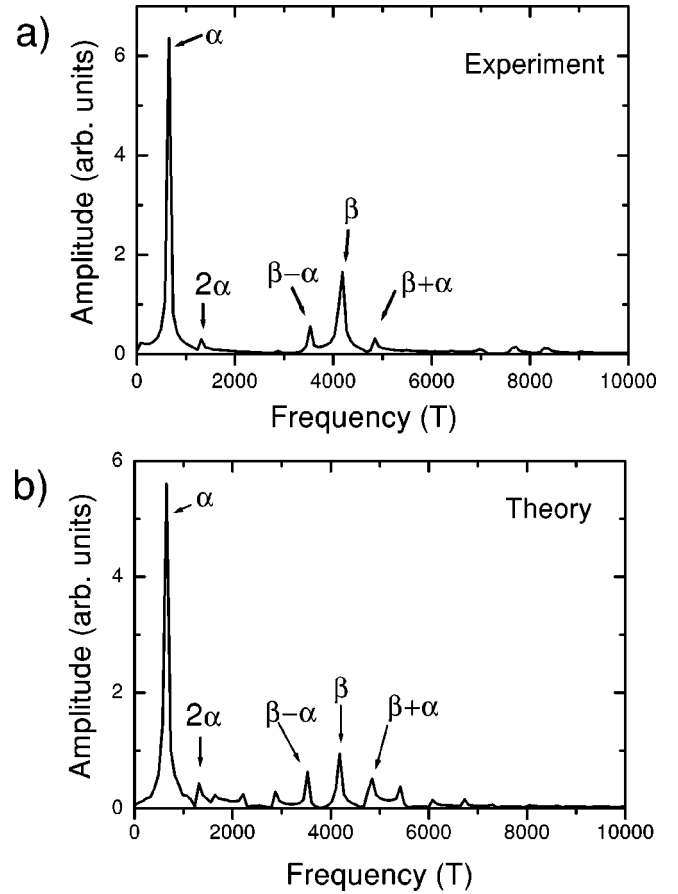 a)
Experiment
Amplitude (arb. units)
6
4
2
0
α
2α
β−α
β
β+α
0 2000 4000 6000 8000 10000
Frequency (T)
b)
Theory
Amplitude (arb. units)
6
4
2
0
α
2α
β−α
β
β+α
0 2000 4000 6000 8000 10000
Frequency (T)